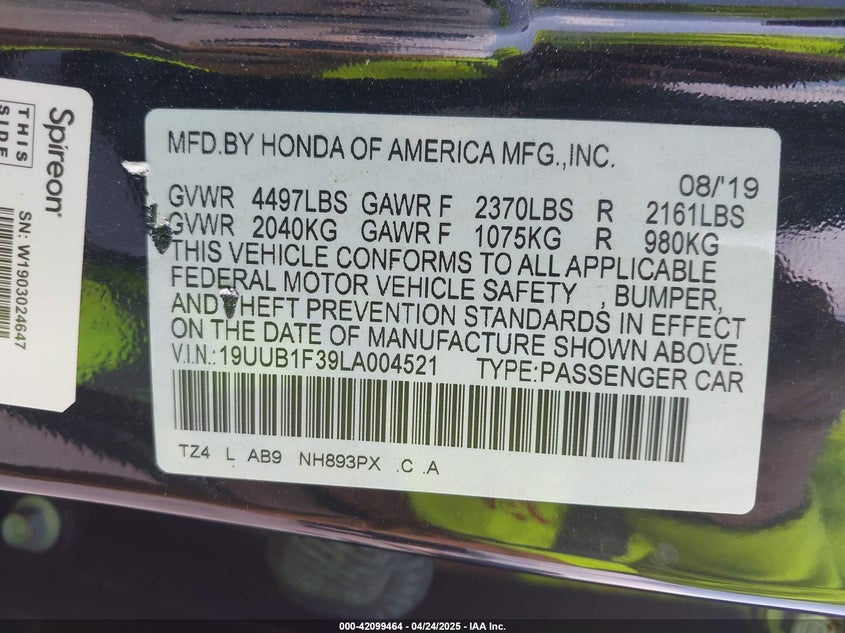 Spireon
THIS
SIDE
SN: W1903024647
MFD.BY HONDA OF AMERICA MFG.,INC.
08/'19
GVWR 4497LBS GAWR F 2370LBS R 2161LBS
GVWR 2040KG GAWR F 1075KG R 980KG
THIS VEHICLE CONFORMS TO ALL APPLICABLE
FEDERAL MOTOR VEHICLE SAFETY , BUMPER,
AND THEFT PREVENTION STANDARDS IN EFFECT
ON THE DATE OF MANUFACTURE SHOWN ABOVE.
V.I.N.:19UUB1F39LA004521 TYPE:PASSENGER CAR
TZ4 L AB9 NH893PX .C .A
000-42099464 - 04/24/2025 - IAA Inc.